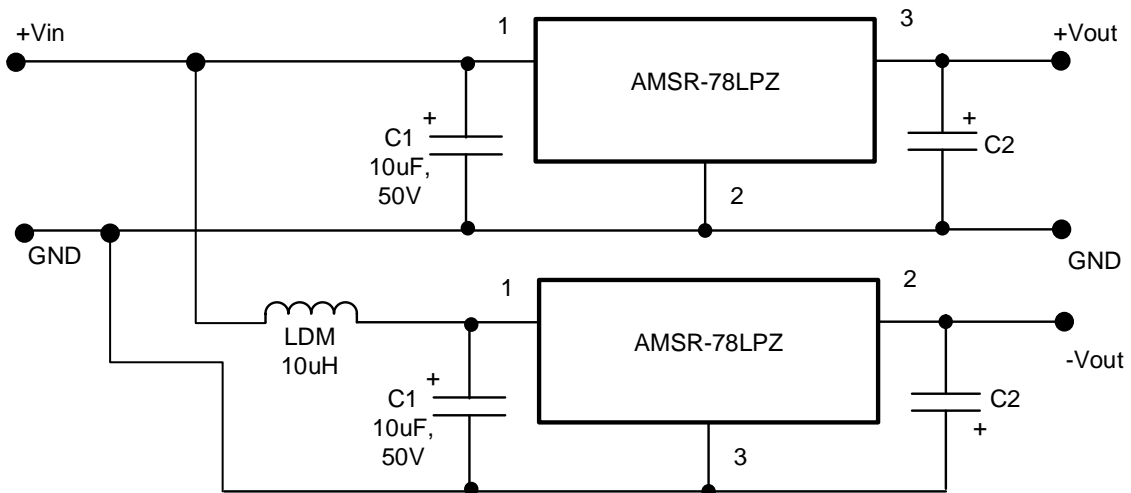 +Vin
1
AMSR-78LPZ
3
+Vout
+
C1
10uF,
50V
2
+
C2
GND
GND
1
LDM
10uH
AMSR-78LPZ
2
-Vout
+
C1
10uF,
50V
3
C2
+